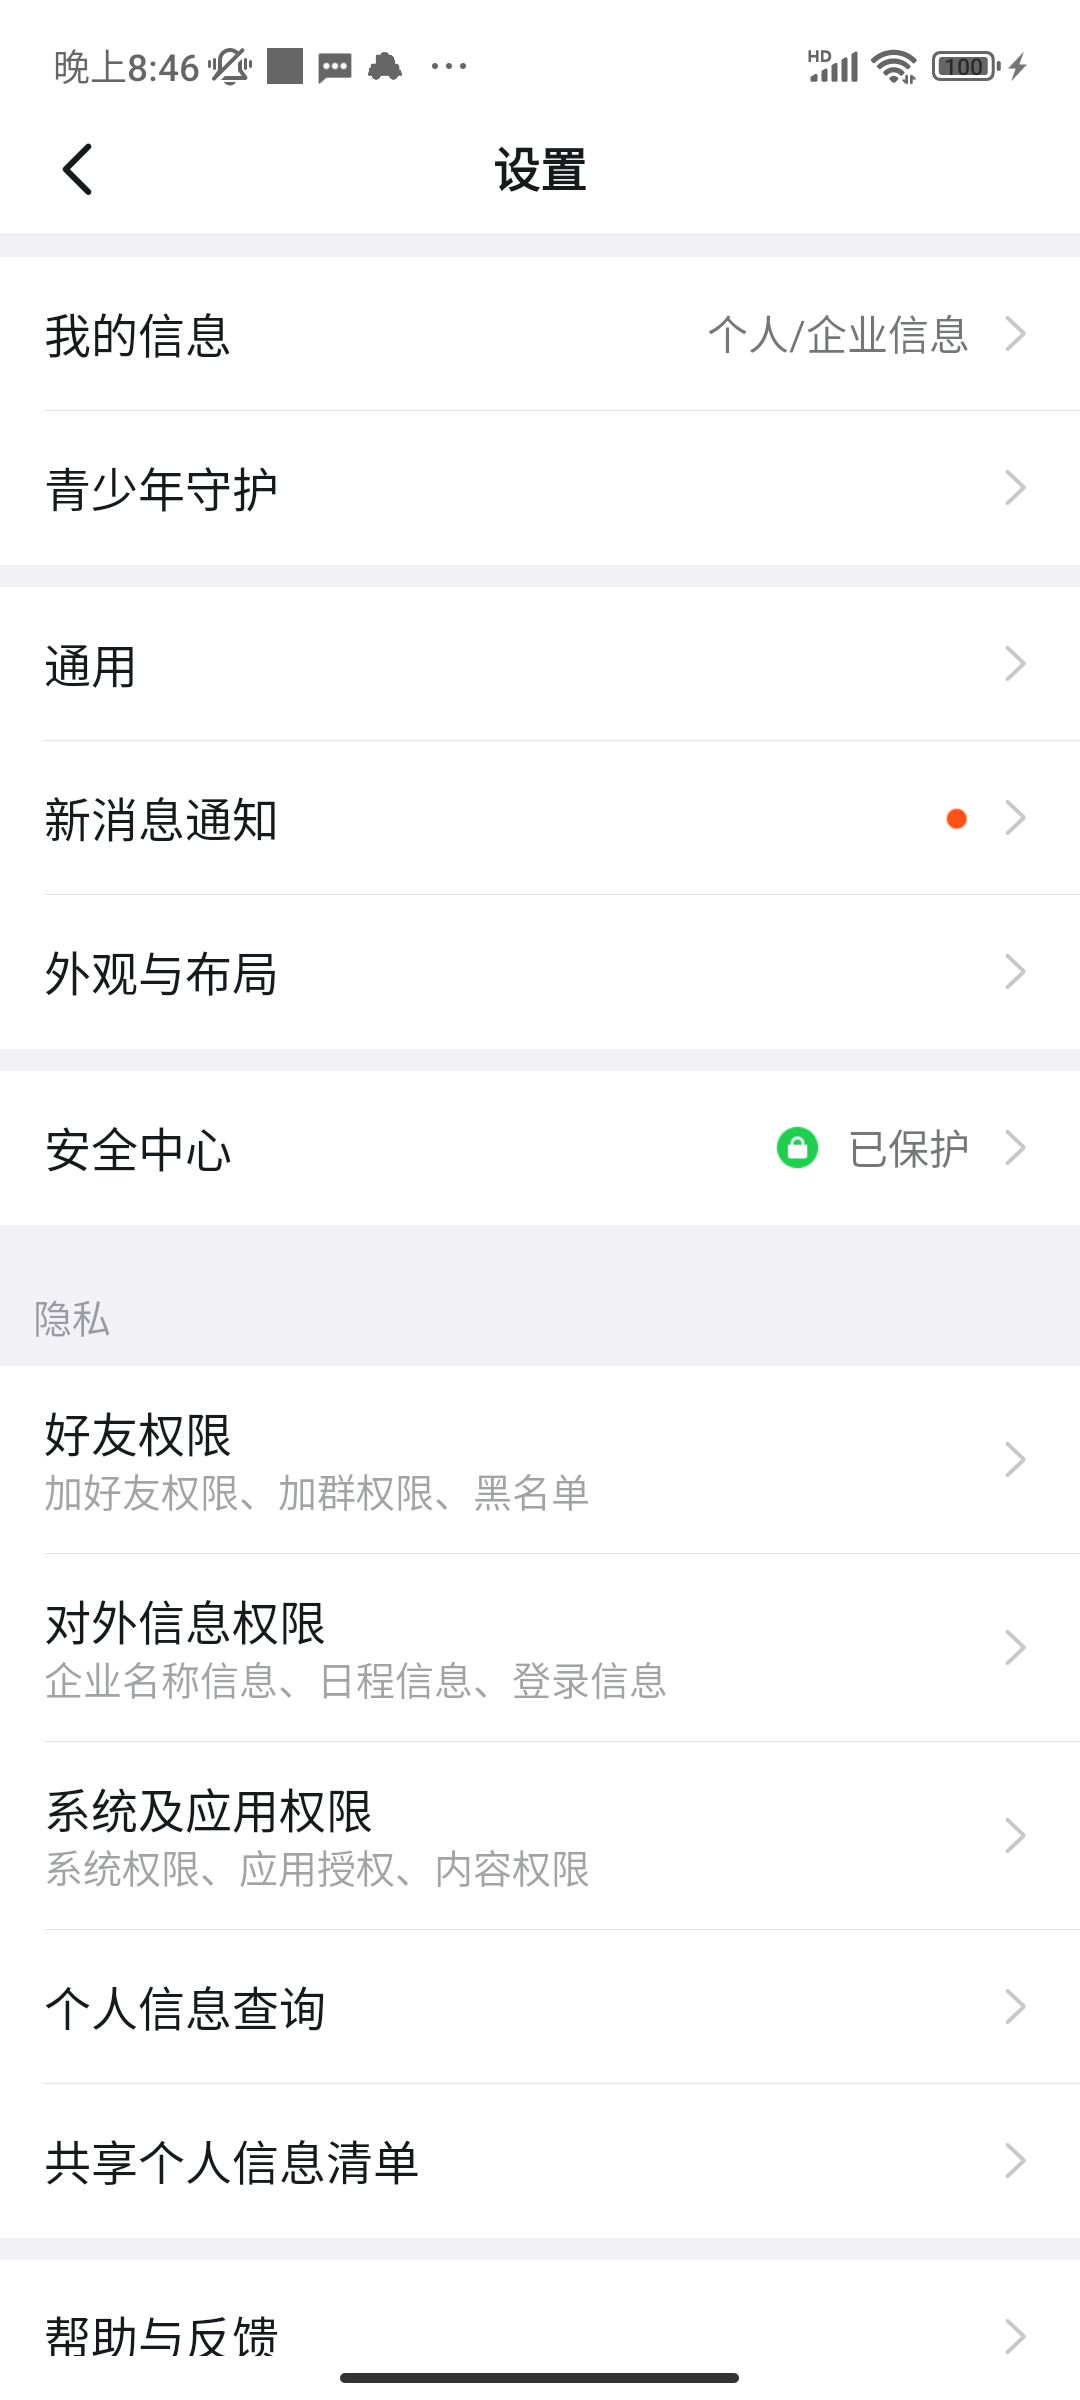 晚上8:46
HD
100
设置
我的信息
个人/企业信息
青少年守护
通用
新消息通知
外观与布局
安全中心
已保护
隐私
好友权限
加好友权限、加群权限、黑名单
对外信息权限
企业名称信息、日程信息、登录信息
系统及应用权限
系统权限、应用授权、内容权限
个人信息查询
共享个人信息清单
帮助与反馈